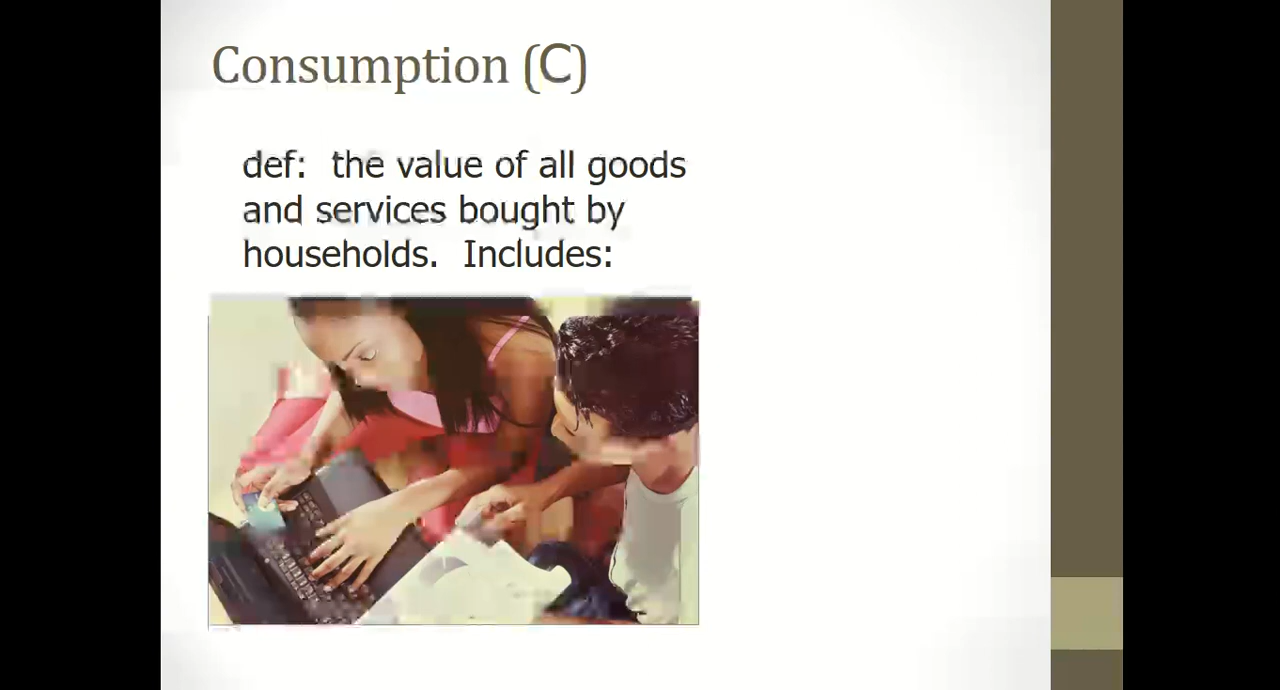 Consumption (C)
def:  the value of all goods
and services bought by
households.  Includes: